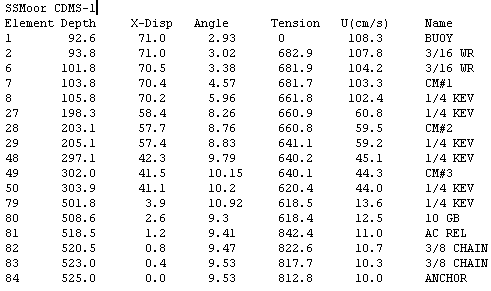 SSMoor CDMS-1
Element Depth X-Disp Angle Tension U(cm/s) Name
1 92.6 71.0 2.93 0 108.3 BUOY
2 93.8 71.0 3.02 682.9 107.8 3/16 WR
6 101.8 70.5 3.38 681.9 104.2 3/16 WR
7 103.8 70.4 4.57 681.7 103.3 CM#1
8 105.8 70.2 5.96 661.8 102.4 1/4 KEV
27 198.3 58.4 8.26 660.9 60.8 1/4 KEV
28 203.1 57.7 8.76 660.8 59.5 CM#2
29 205.1 57.4 8.83 641.1 59.2 1/4 KEV
48 297.1 42.3 9.79 640.2 45.1 1/4 KEV
49 302.0 41.5 10.15 640.1 44.3 CM#3
50 303.9 41.1 10.2 620.4 44.0 1/4 KEV
79 501.8 3.9 10.92 618.5 13.6 1/4 KEV
80 508.6 2.6 9.3 618.4 12.5 10 GB
81 518.5 1.2 9.41 842.4 11.0 AC REL
82 520.5 0.8 9.47 822.6 10.7 3/8 CHAIN
83 523.0 0.4 9.53 817.7 10.3 3/8 CHAIN
84 525.0 0.0 9.53 812.8 10.0 ANCHOR